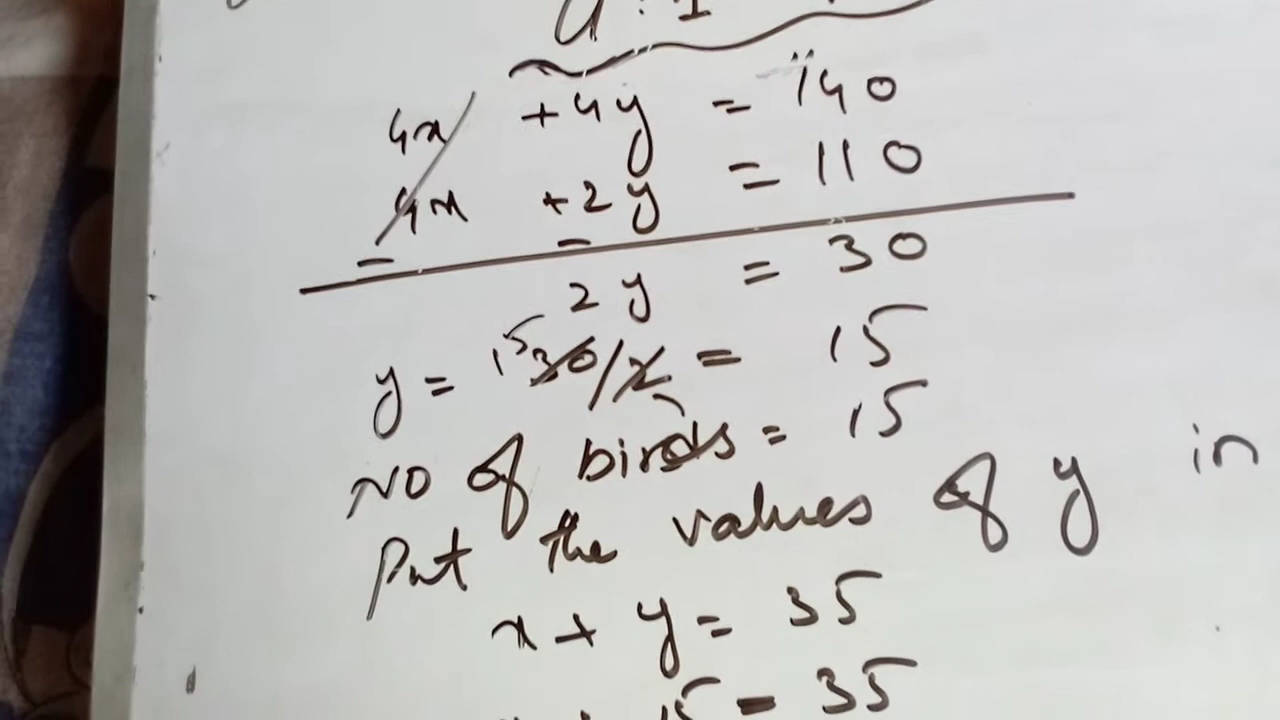 4x + 4y = 140
4x + 2y = 110
- -
2y = 30
y = 15 30/2 = 15
No of birds = 15
Put the values of y in
x + y = 35
15 = 35